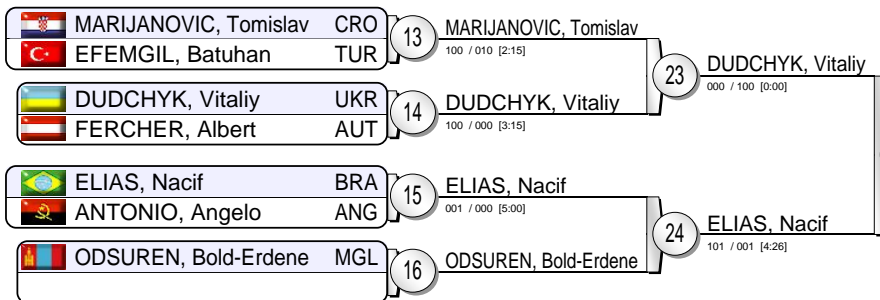 MARIJANOVIC, Tomislav CRO
EFEMGIL, Batuhan TUR
13
MARIJANOVIC, Tomislav
100 / 010 [2:15]
DUDCHYK, Vitaliy UKR
FERCHER, Albert AUT
14
DUDCHYK, Vitaliy
100 / 000 [3:15]
23
DUDCHYK, Vitaliy
000 / 100 [0:00]
ELIAS, Nacif BRA
ANTONIO, Angelo ANG
15
ELIAS, Nacif
001 / 000 [5:00]
ODSUREN, Bold-Erdene MGL
16
ODSUREN, Bold-Erdene
24
ELIAS, Nacif
101 / 001 [4:26]